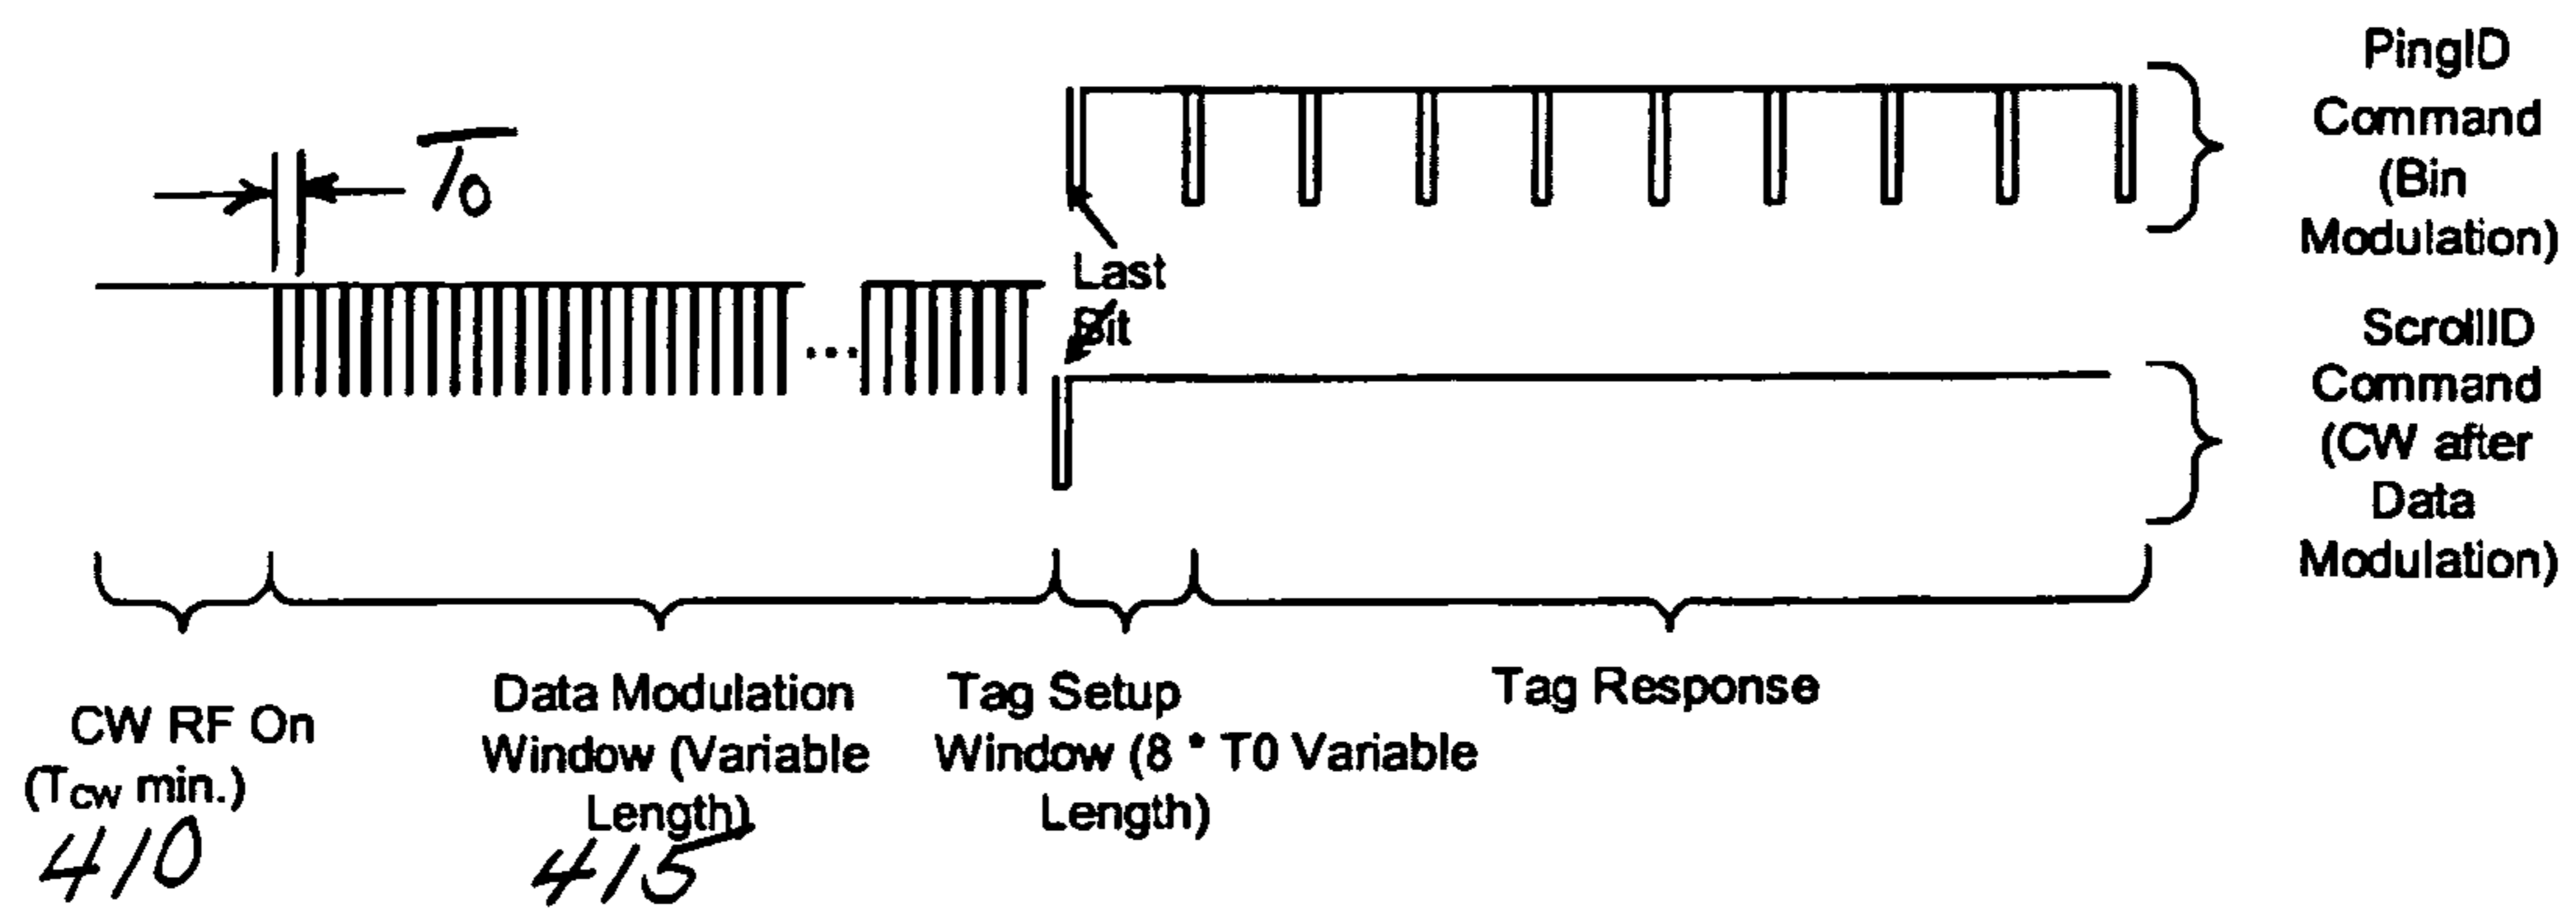 PingID
Command
(Bin
Modulation)
T0
Last
Bit
ScrollID
Command
(CW after
Data
Modulation)
CW RF On
(TCW min.)
410
Data Modulation
Window (Variable
Length)
415
Tag Setup
Window (8 * T0 Variable
Length)
Tag Response
...